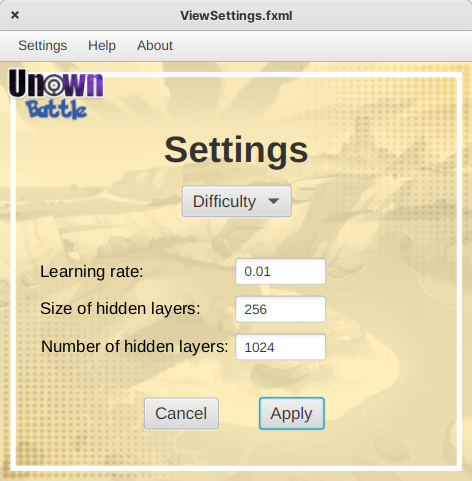 ViewSettings.fxml
Settings Help About
Unown
Battle
Settings
Difficulty
Learning rate: 0.01
Size of hidden layers: 256
Number of hidden layers: 1024
Cancel Apply